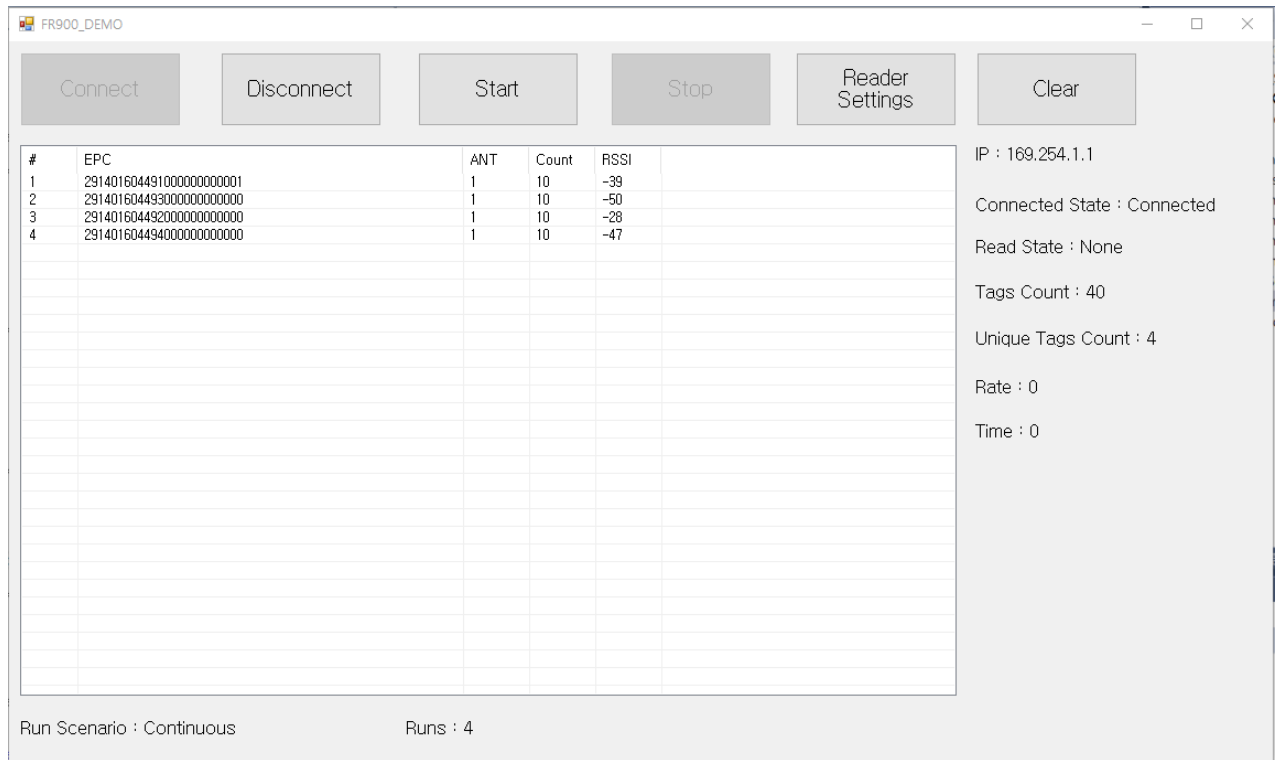 FR900_DEMO
Connect Disconnect Start Stop Reader Settings Clear
# EPC ANT Count RSSI
1 291401604491000000000001 1 10 -39
2 291401604493000000000000 1 10 -50
3 291401604492000000000000 1 10 -28
4 291401604494000000000000 1 10 -47
IP : 169.254.1.1
Connected State : Connected
Read State : None
Tags Count : 40
Unique Tags Count : 4
Rate : 0
Time : 0
Run Scenario : Continuous Runs : 4